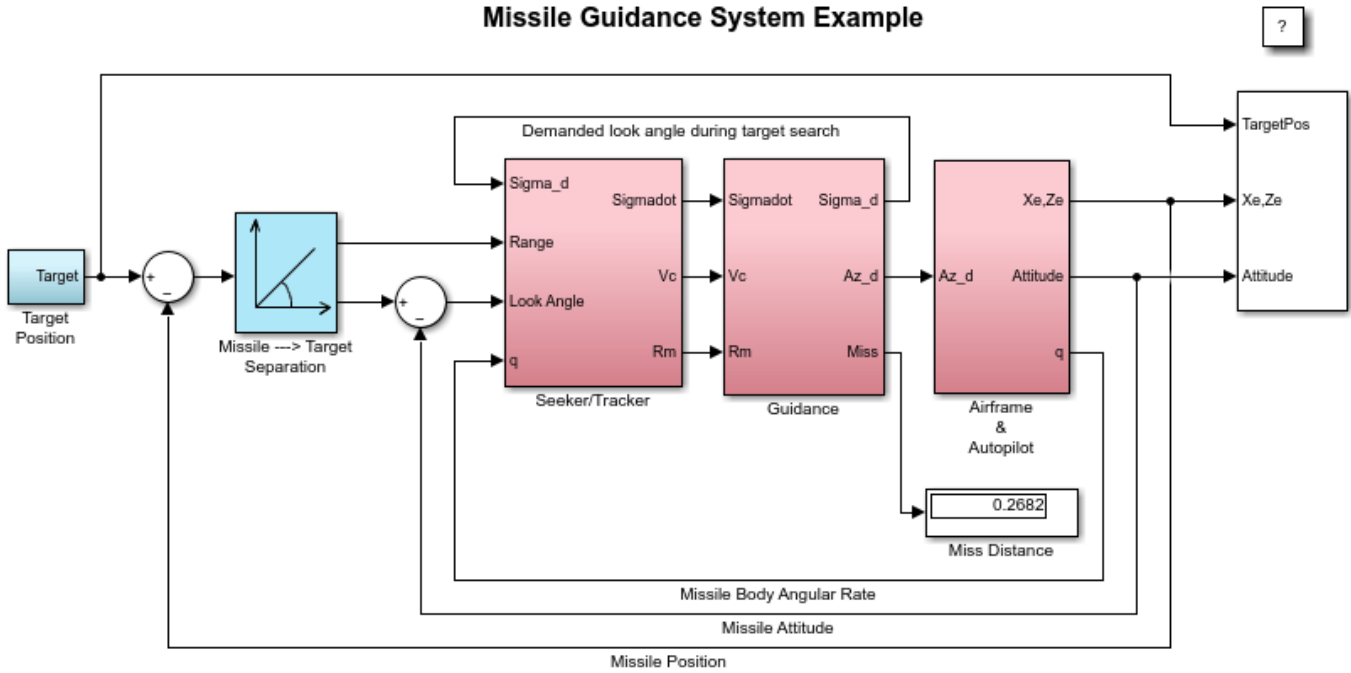 Missile Guidance System Example
?
TargetPos
Xe,Ze
Attitude
Demanded look angle during target search
Sigma_d
Range
Look Angle
q
Sigmadot
Vc
Rm
Seeker/Tracker
Sigmadot
Vc
Rm
Sigma_d
Az_d
Miss
Guidance
Az_d
Xe,Ze
Attitude
q
Airframe
&
Autopilot
Target
Target
Position
+
−
Missile ---> Target
Separation
+
−
0.2682
Miss Distance
Missile Body Angular Rate
Missile Attitude
Missile Position